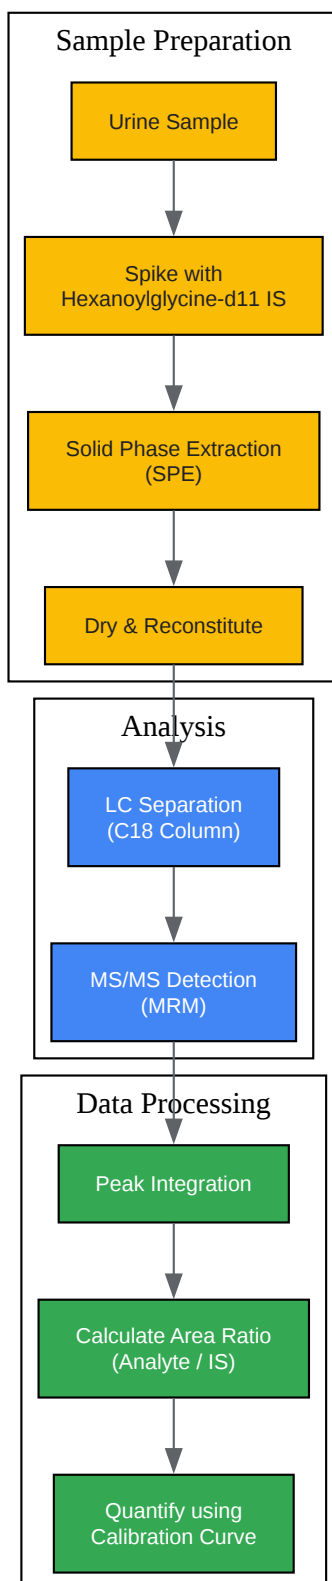 Sample Preparation
Urine Sample
Spike with
Hexanoylglycine-d11 IS
Solid Phase Extraction
(SPE)
Dry & Reconstitute
Analysis
LC Separation
(C18 Column)
MS/MS Detection
(MRM)
Data Processing
Peak Integration
Calculate Area Ratio
(Analyte / IS)
Quantify using
Calibration Curve